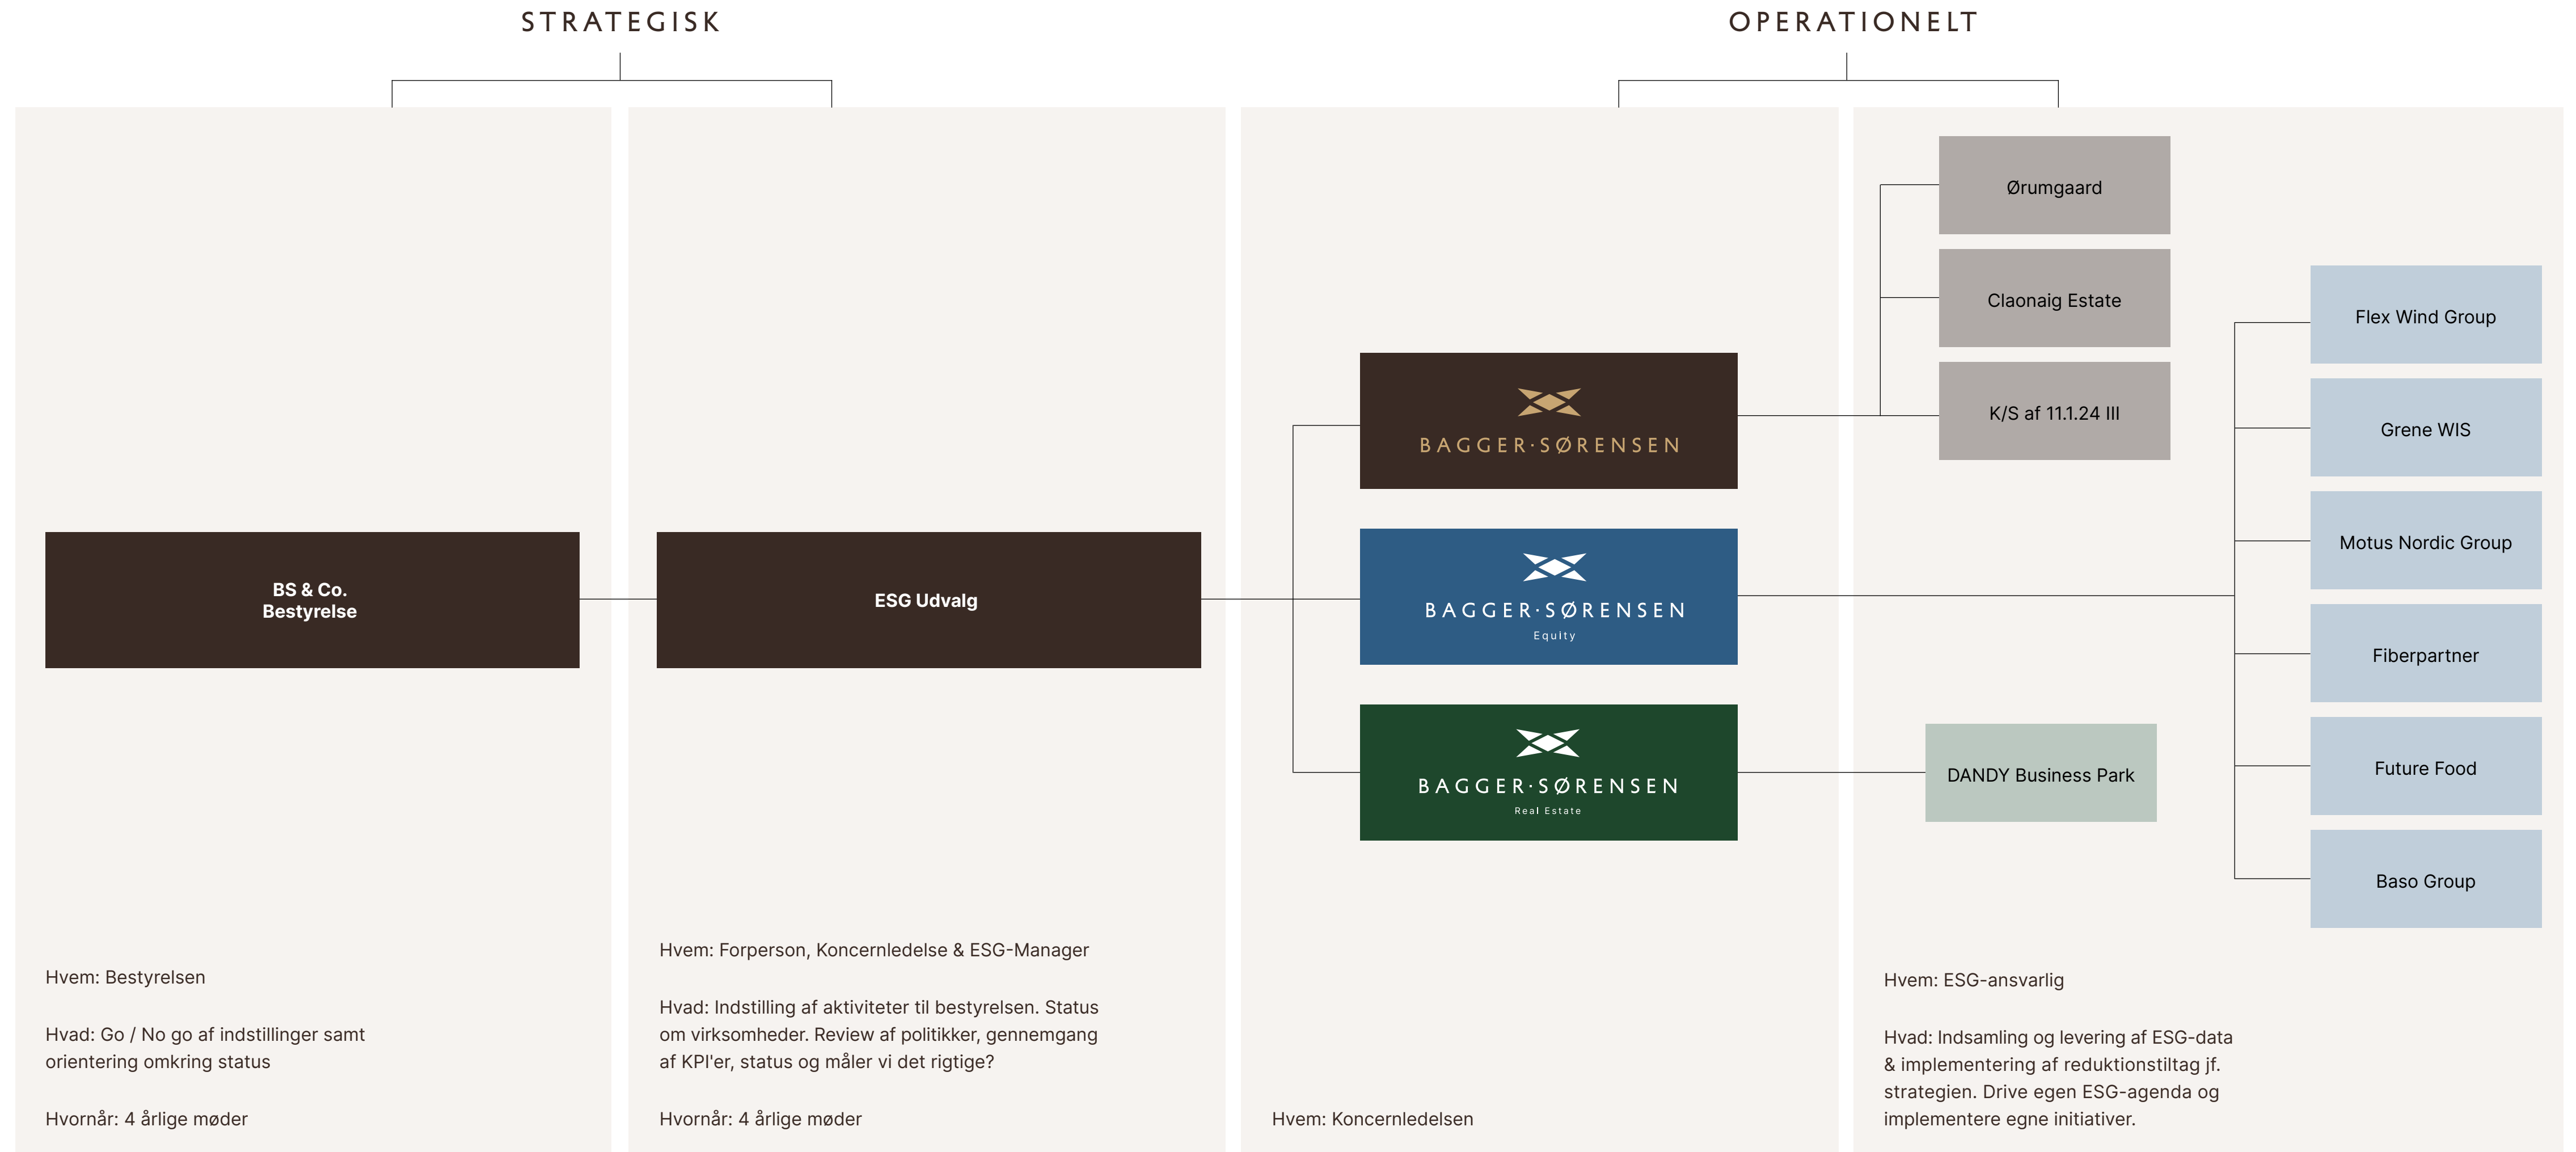 STRATEGISK
OPERATIONELT
BS & Co.
Bestyrelse
Hvem: Bestyrelsen
Hvad: Go / No go af indstillinger samt
orientering omkring status
Hvornår: 4 årlige møder
ESG Udvalg
Hvem: Forperson, Koncernledelse & ESG-Manager
Hvad: Indstilling af aktiviteter til bestyrelsen. Status
om virksomheder. Review af politikker, gennemgang
af KPI'er, status og måler vi det rigtige?
Hvornår: 4 årlige møder
BAGGER·SØRENSEN
BAGGER·SØRENSEN
Equity
BAGGER·SØRENSEN
Real Estate
Hvem: Koncernledelsen
Ørumgaard
Claonaig Estate
K/S af 11.1.24 III
DANDY Business Park
Flex Wind Group
Grene WIS
Motus Nordic Group
Fiberpartner
Future Food
Baso Group
Hvem: ESG-ansvarlig
Hvad: Indsamling og levering af ESG-data
& implementering af reduktionstiltag jf.
strategien. Drive egen ESG-agenda og
implementere egne initiativer.